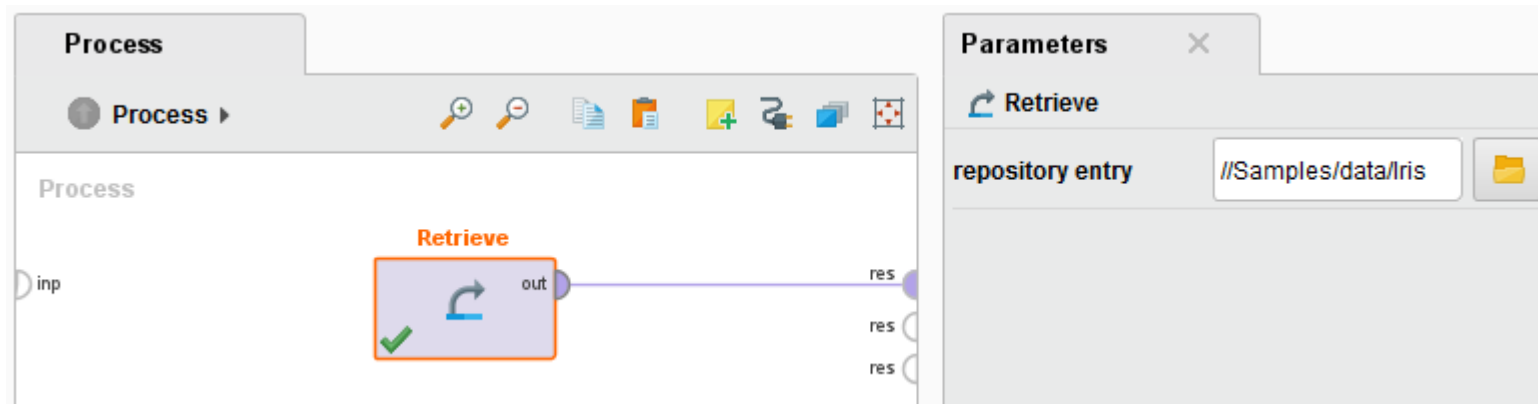 Process
Process
Process
Retrieve
inp
out
res
res
res
Parameters
Retrieve
repository entry
//Samples/data/Iris